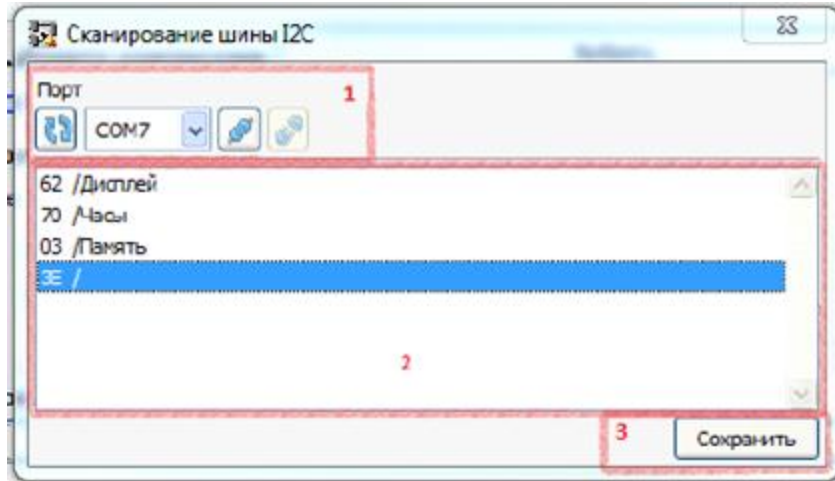 Сканирование шины I2C
Порт
1
COM7
62 /Дисплей
70 /Часы
03 /Память
3E /
2
3
Сохранить